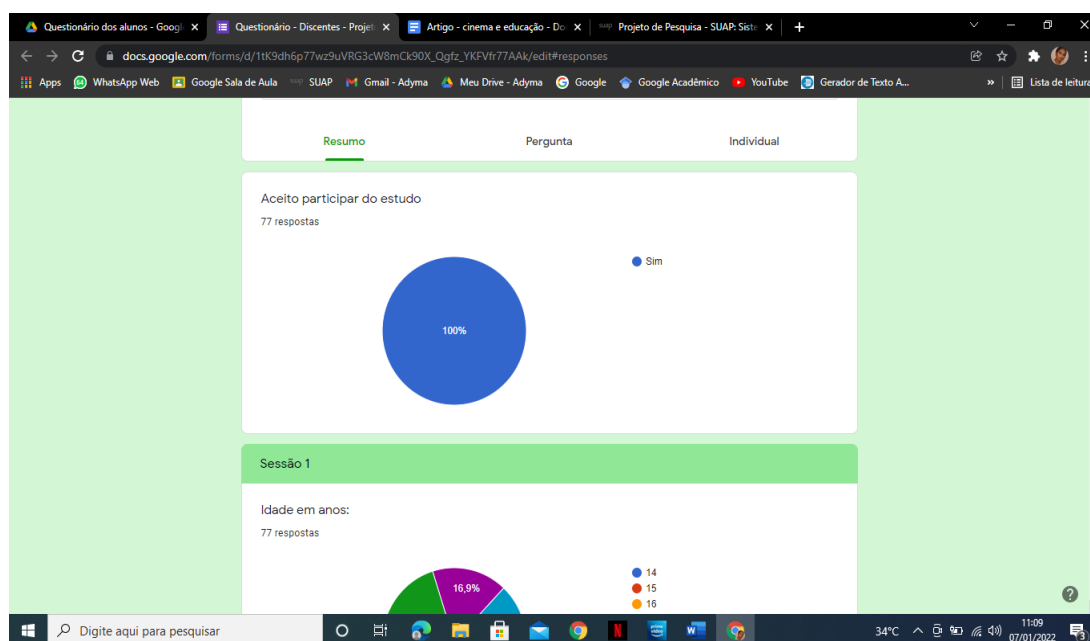 Questionário dos alunos - Googl
Questionário - Discentes - Projet
Artigo - cinema e educação - Do
suap Projeto de Pesquisa - SUAP: Siste
docs.google.com/forms/d/1tK9dh6p77wz9uVRG3cW8mCk90X_Qgfz_YKFVfr77AAk/edit#responses
Apps WhatsApp Web Google Sala de Aula suap SUAP Gmail - Adyma Meu Drive - Adyma Google Google Acadêmico YouTube Gerador de Texto A... » Lista de leitura
Resumo Pergunta Individual
Aceito participar do estudo
77 respostas
Sim
100%
Sessão 1
Idade em anos:
77 respostas
14
16,9%
15
16
Digite aqui para pesquisar
34°C
11:09
07/01/2022